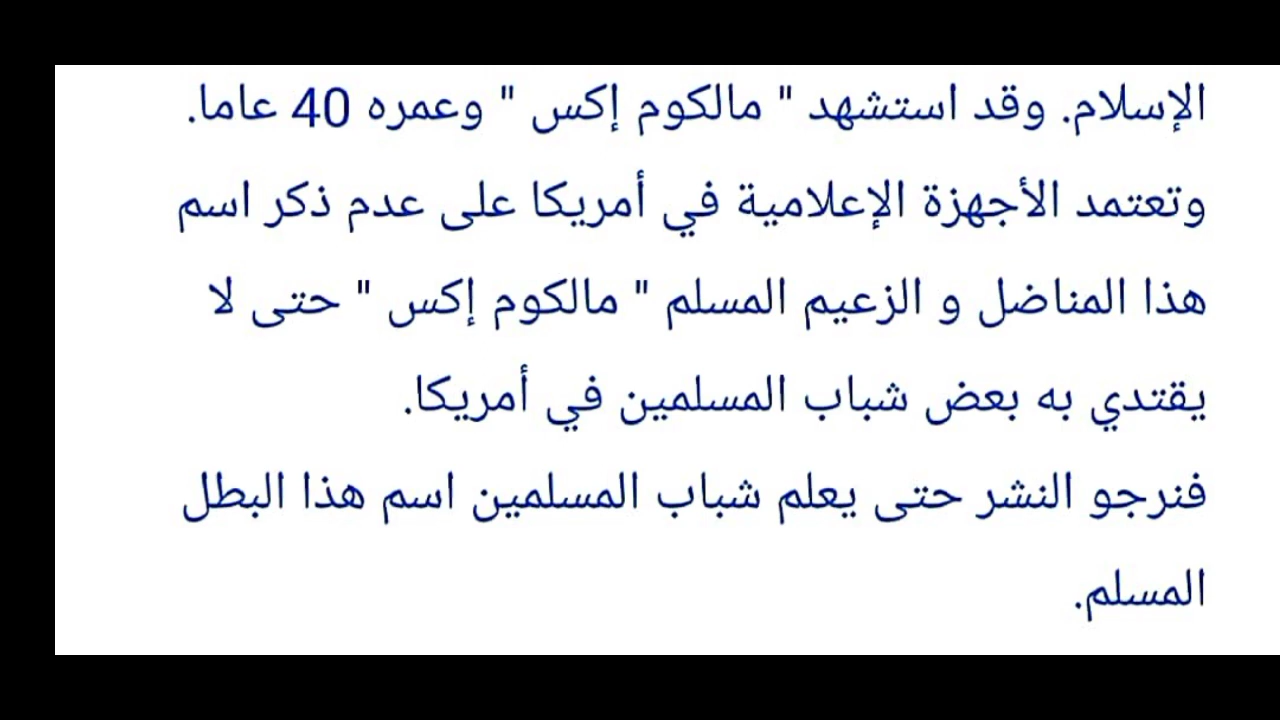 الإسلام. وقد استشهد " مالكوم إكس " وعمره 40 عاما.
وتعتمد الأجهزة الإعلامية في أمريكا على عدم ذكر اسم
هذا المناضل و الزعيم المسلم " مالكوم إكس " حتى لا
يقتدي به بعض شباب المسلمين في أمريكا.
فنرجو النشر حتى يعلم شباب المسلمين اسم هذا البطل
المسلم.